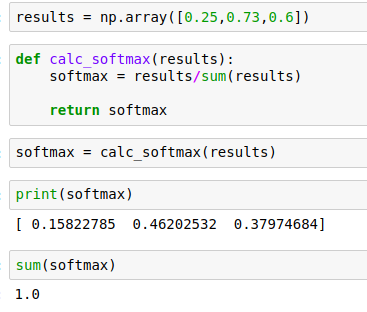 results = np.array([0.25,0.73,0.6])
def calc_softmax(results):
    softmax = results/sum(results)
    return softmax
softmax = calc_softmax(results)
print(softmax)
[ 0.15822785  0.46202532  0.37974684]
sum(softmax)
1.0